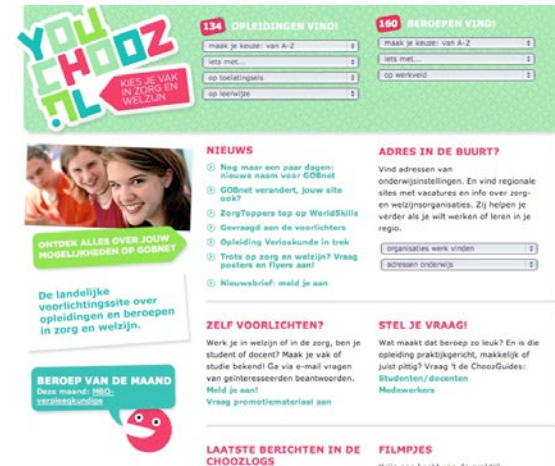 YOU
CHOOZ
.NL
KIES JE VAK
IN ZORG EN
WELZIJN
134 OPLEIDINGEN VIND!
maak je keuze: van A-Z
iets met...
op toelatingseis
op leerwijze
160 BEROEPEN VIND!
maak je keuze: van A-Z
iets met...
op werkveld
ONTDEK ALLES OVER JOUW
MOGELIJKHEDEN OP GOBNET
De landelijke
voorlichtingssite over
opleidingen en beroepen
in zorg en welzijn.
BEROEP VAN DE MAAND
Deze maand: MBO-
verpleegkundige
NIEUWS
Nog maar een paar dagen:
nieuwe naam voor GOBnet
GOBnet verandert, jouw site
ook?
ZorgToppers top op WorldSkills
Gevraagd aan de voorlichters
Opleiding Verloskunde in trek
Trots op zorg en welzijn? Vraag
posters en flyers aan!
Nieuwsbrief: meld je aan
ADRES IN DE BUURT?
Vind adressen van
onderwijsinstellingen. En vind regionale
sites met vacatures en info over zorg-
en welzijnsorganisaties. Zij helpen je
verder als je wilt werken of leren in je
regio.
organisaties werk vinden
adressen onderwijs
ZELF VOORLICHTEN?
Werk je in welzijn of in de zorg, ben je
student of docent? Maak je vak of
studie bekend! Ga via e-mail vragen
van geïnteresseerden beantwoorden.
Meld je aan!
Vraag promotiemateriaal aan
STEL JE VRAAG!
Wat maakt dat beroep zo leuk? En is die
opleiding praktijkgericht, makkelijk of
juist pittig? Vraag 't de ChoozGuides:
Studenten/docenten
Medewerkers
LAATSTE BERICHTEN IN DE
CHOOZLOGS
FILMPJES